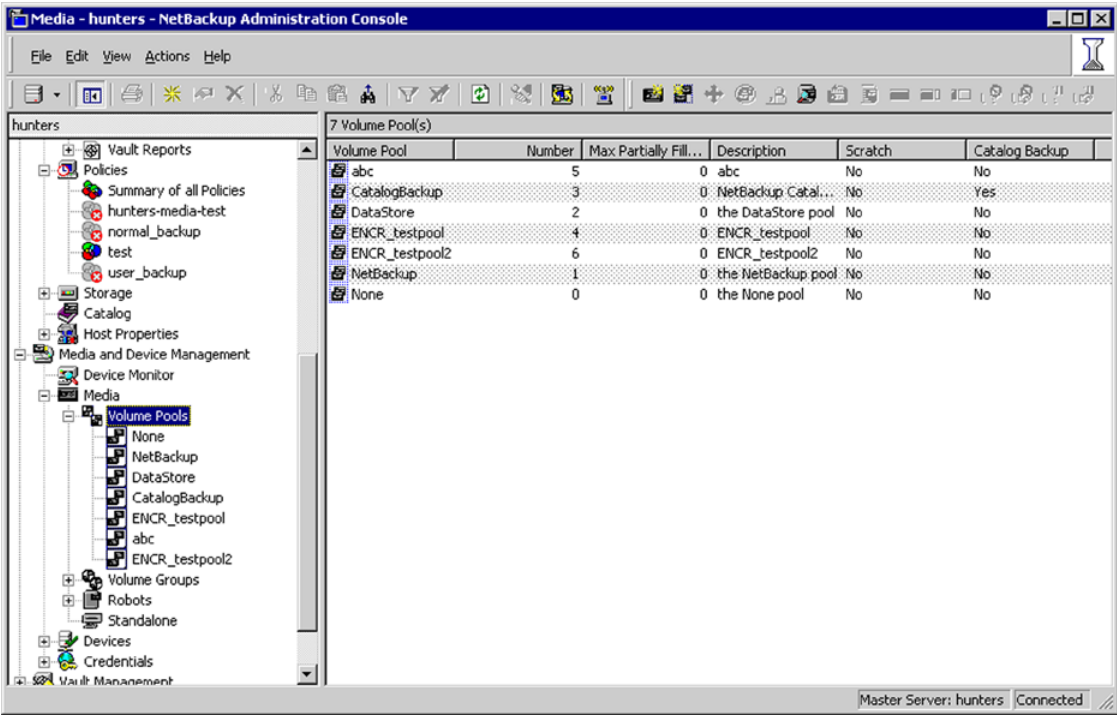 Media - hunters - NetBackup Administration Console
File Edit View Actions Help
hunters
Vault Reports
Policies
Summary of all Policies
hunters-media-test
normal_backup
test
user_backup
Storage
Catalog
Host Properties
Media and Device Management
Device Monitor
Media
Volume Pools
None
NetBackup
DataStore
CatalogBackup
ENCR_testpool
abc
ENCR_testpool2
Volume Groups
Robots
Standalone
Devices
Credentials
Vault Management
7 Volume Pool(s)
Volume Pool Number Max Partially Fill... Description Scratch Catalog Backup
abc 5 0 abc No No
CatalogBackup 3 0 NetBackup Catal... No Yes
DataStore 2 0 the DataStore pool No No
ENCR_testpool 4 0 ENCR_testpool No No
ENCR_testpool2 6 0 ENCR_testpool2 No No
NetBackup 1 0 the NetBackup pool No No
None 0 0 the None pool No No
Master Server: hunters Connected